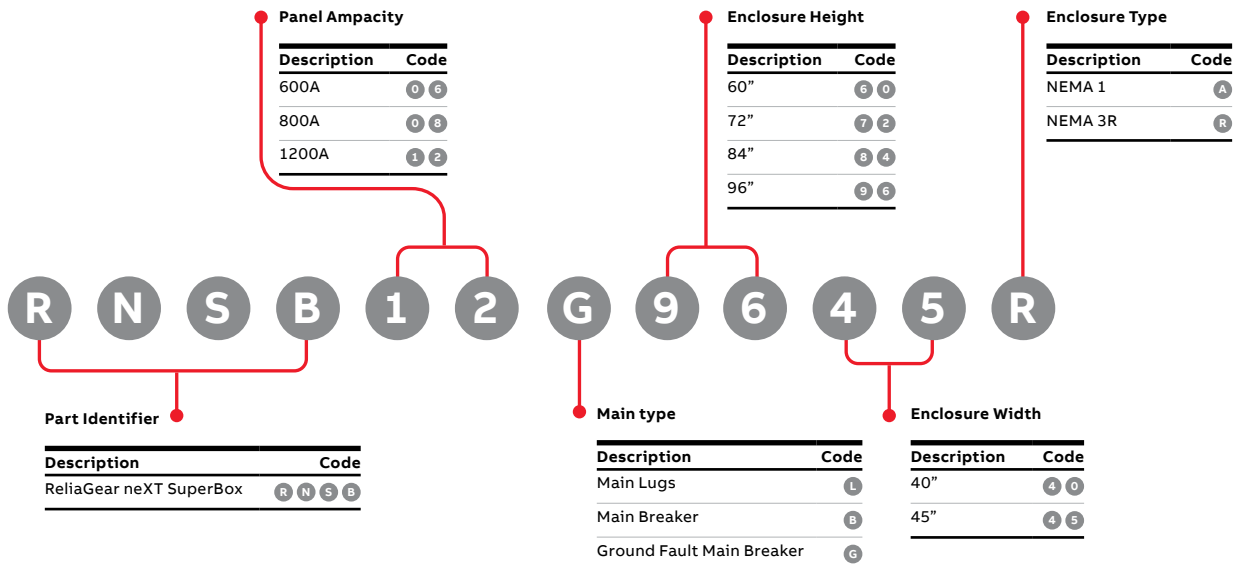 Panel Ampacity
Description Code
600A 0 6
800A 0 8
1200A 1 2
Enclosure Height
Description Code
60” 6 0
72” 7 2
84” 8 4
96” 9 6
Enclosure Type
Description Code
NEMA 1 A
NEMA 3R R
R N S B 1 2 G 9 6 4 5 R
Part Identifier
Description Code
ReliaGear neXT SuperBox R N S B
Main type
Description Code
Main Lugs L
Main Breaker B
Ground Fault Main Breaker G
Enclosure Width
Description Code
40” 4 0
45” 4 5